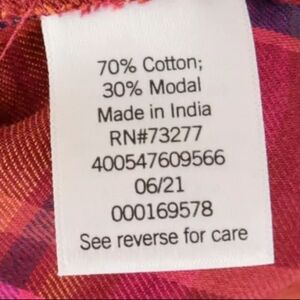 70% Cotton;
30% Modal
Made in India
RN#73277
400547609566
06/21
000169578
See reverse for care